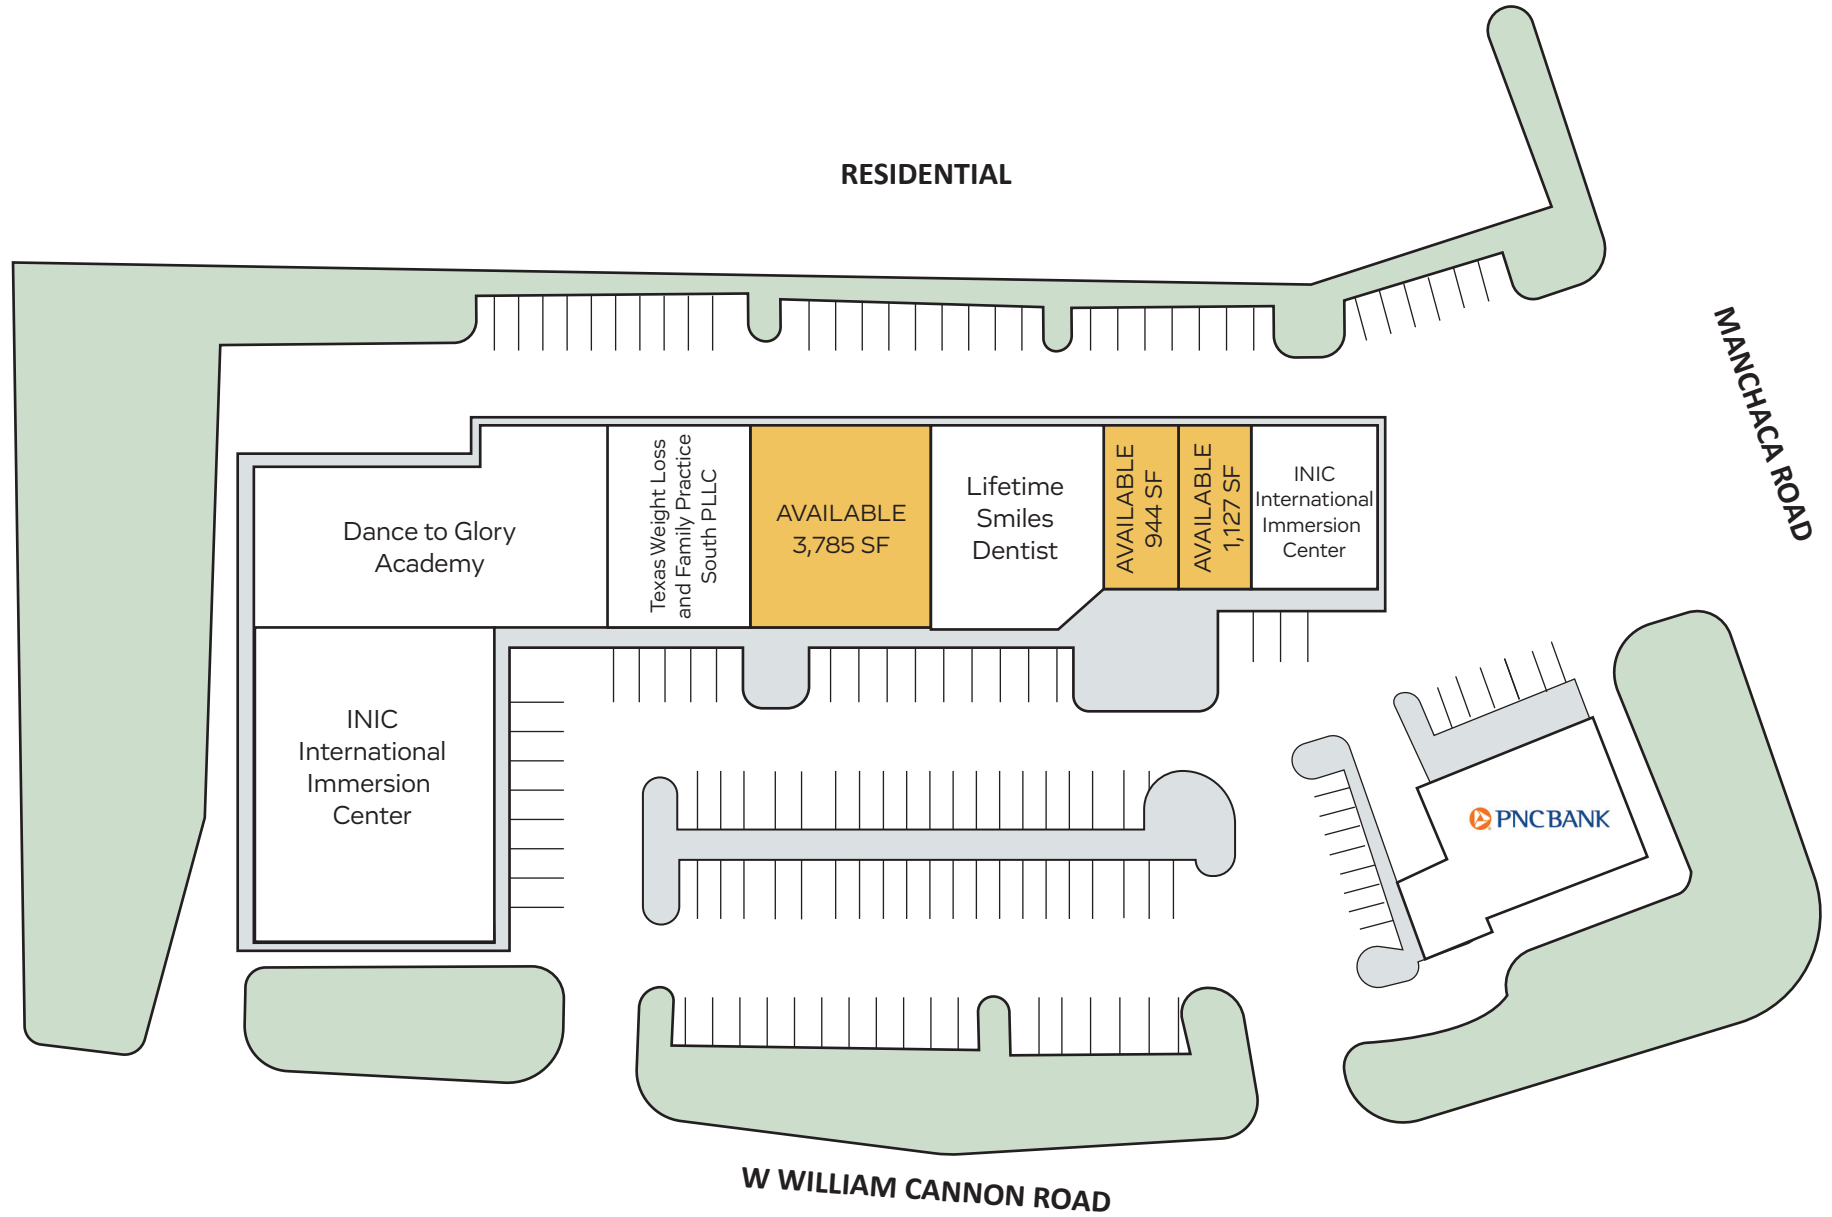 RESIDENTIAL
MANCHACA ROAD
Dance to Glory
Academy
Texas Weight Loss
and Family Practice
South PLLC
AVAILABLE
3,785 SF
Lifetime
Smiles
Dentist
AVAILABLE
944 SF
AVAILABLE
1,127 SF
INIC
International
Immersion
Center
INIC
International
Immersion
Center
PNC BANK
W WILLIAM CANNON ROAD